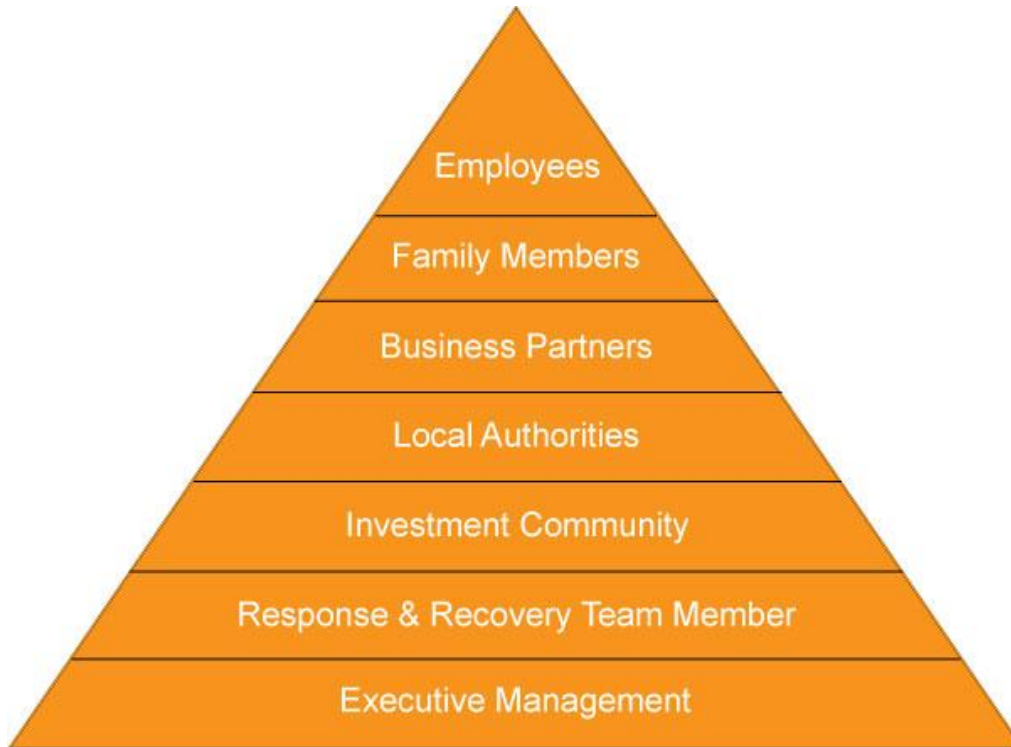 Employees
Family Members
Business Partners
Local Authorities
Investment Community
Response & Recovery Team Member
Executive Management